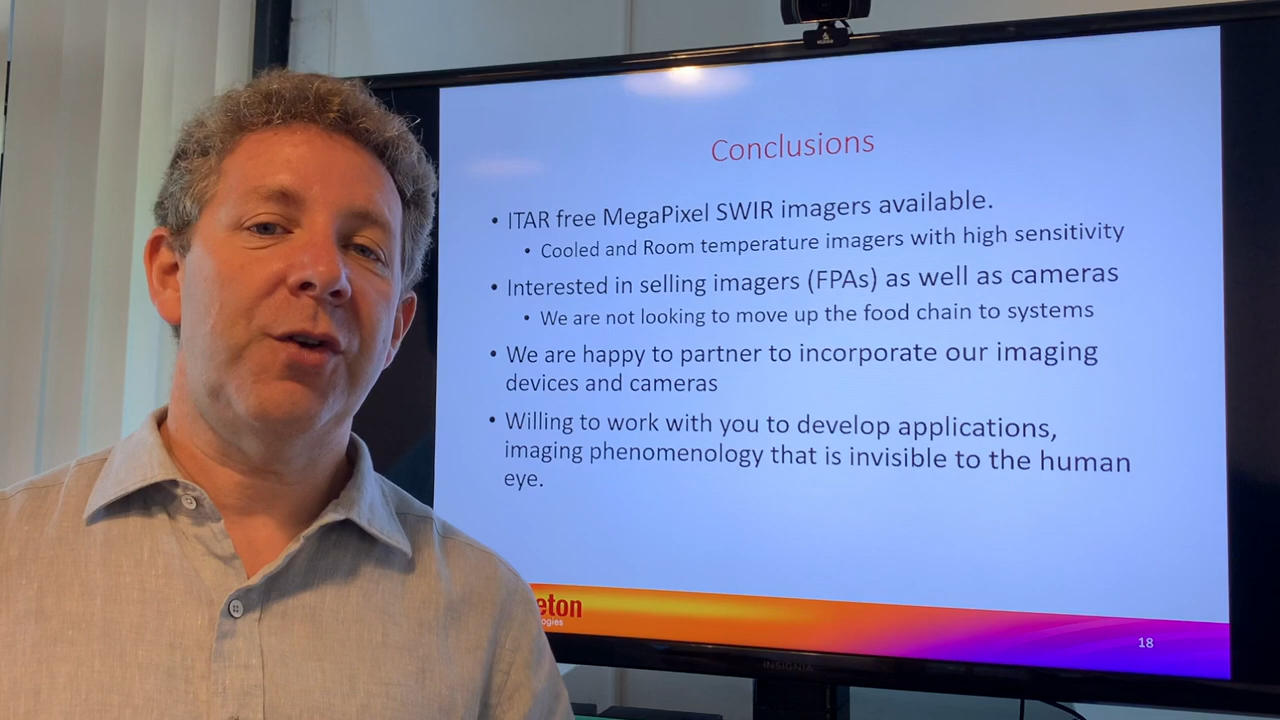 Conclusions
• ITAR free MegaPixel SWIR imagers available.
• Cooled and Room temperature imagers with high sensitivity
• Interested in selling imagers (FPAs) as well as cameras
• We are not looking to move up the food chain to systems
• We are happy to partner to incorporate our imaging
devices and cameras
• Willing to work with you to develop applications,
imaging phenomenology that is invisible to the human
eye.
eton
ogies
18
INSIGNIA